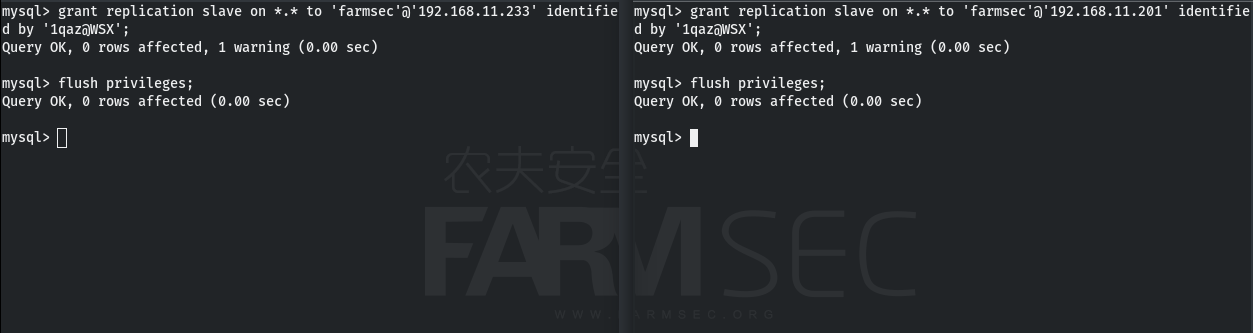 mysql> grant replication slave on *.* to 'farmsec'@'192.168.11.233' identifie
d by '1qaz@WSX';
Query OK, 0 rows affected, 1 warning (0.00 sec)
mysql> flush privileges;
Query OK, 0 rows affected (0.00 sec)
mysql>
mysql> grant replication slave on *.* to 'farmsec'@'192.168.11.201' identifie
d by '1qaz@WSX';
Query OK, 0 rows affected, 1 warning (0.00 sec)
mysql> flush privileges;
Query OK, 0 rows affected (0.00 sec)
mysql>
农夫安全
FARMSEC
WWW.FARMSEC.ORG